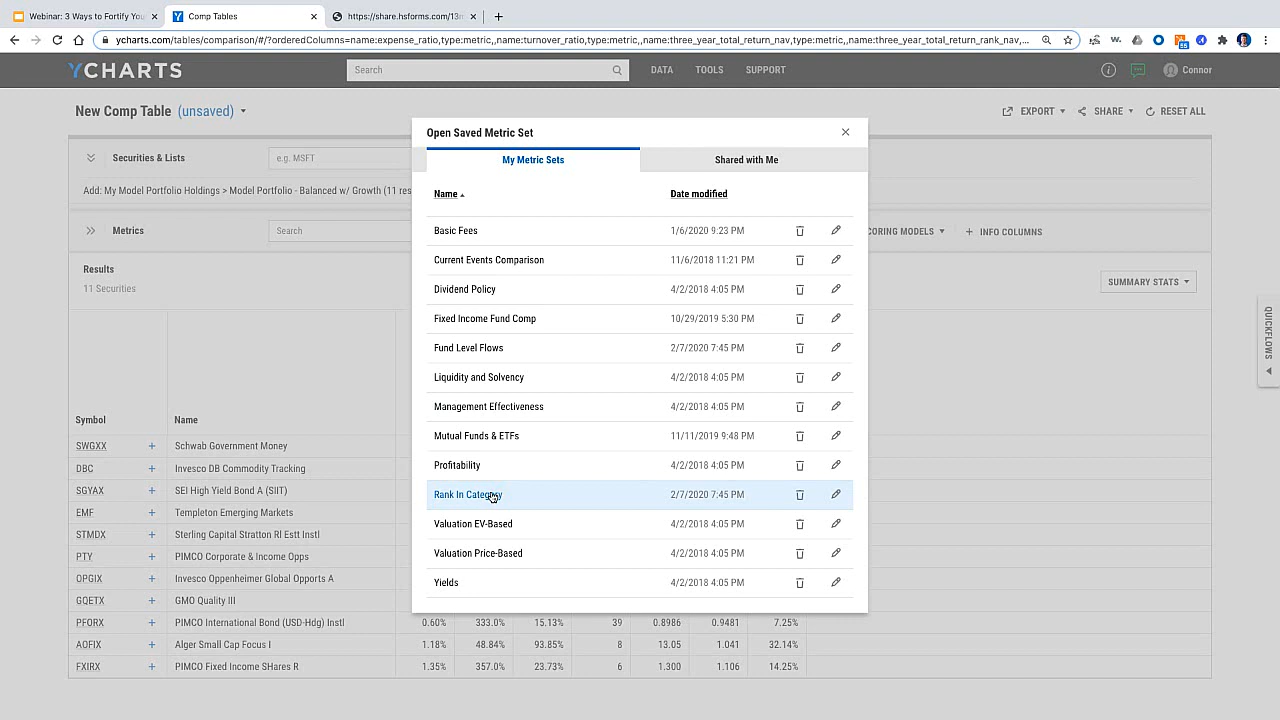 Webinar: 3 Ways to Fortify You
Comp Tables
https://share.hsforms.com/13
ycharts.com/tables/comparison/#/?orderedColumns=name:expense_ratio,type:metric,,name:turnover_ratio,type:metric,,name:three_year_total_return_nav,type:metric,,name:three_year_total_return_rank_nav,...
YCHARTS
Search
DATA
TOOLS
SUPPORT
Connor
New Comp Table (unsaved)
EXPORT
SHARE
RESET ALL
Securities & Lists
e.g. MSFT
Add: My Model Portfolio Holdings > Model Portfolio - Balanced w/ Growth (11 res
Metrics
Search
CORING MODELS
+ INFO COLUMNS
Results
11 Securities
SUMMARY STATS
QUICKFLOWS
Open Saved Metric Set
My Metric Sets
Shared with Me
Name
Date modified
Basic Fees 1/6/2020 9:23 PM
Current Events Comparison 11/6/2018 11:21 PM
Dividend Policy 4/2/2018 4:05 PM
Fixed Income Fund Comp 10/29/2019 5:30 PM
Fund Level Flows 2/7/2020 7:45 PM
Liquidity and Solvency 4/2/2018 4:05 PM
Management Effectiveness 4/2/2018 4:05 PM
Mutual Funds & ETFs 11/11/2019 9:48 PM
Profitability 4/2/2018 4:05 PM
Rank In Category 2/7/2020 7:45 PM
Valuation EV-Based 4/2/2018 4:05 PM
Valuation Price-Based 4/2/2018 4:05 PM
Yields 4/2/2018 4:05 PM
Symbol Name
SWGXX + Schwab Government Money
DBC + Invesco DB Commodity Tracking
SGYAX + SEI High Yield Bond A (SIIT)
EMF + Templeton Emerging Markets
STMDX + Sterling Capital Stratton Rl Estt Instl
PTY + PIMCO Corporate & Income Opps
OPGIX + Invesco Oppenheimer Global Opports A
GQETX + GMO Quality III
PFORX + PIMCO International Bond (USD-Hdg) Instl 0.60% 333.0% 15.13% 39 0.8986 0.9481 7.25%
AOFIX + Alger Small Cap Focus I 1.18% 48.84% 93.85% 8 13.05 1.041 32.14%
FXIRX + PIMCO Fixed Income SHares R 1.35% 357.0% 23.73% 6 1.300 1.106 14.25%